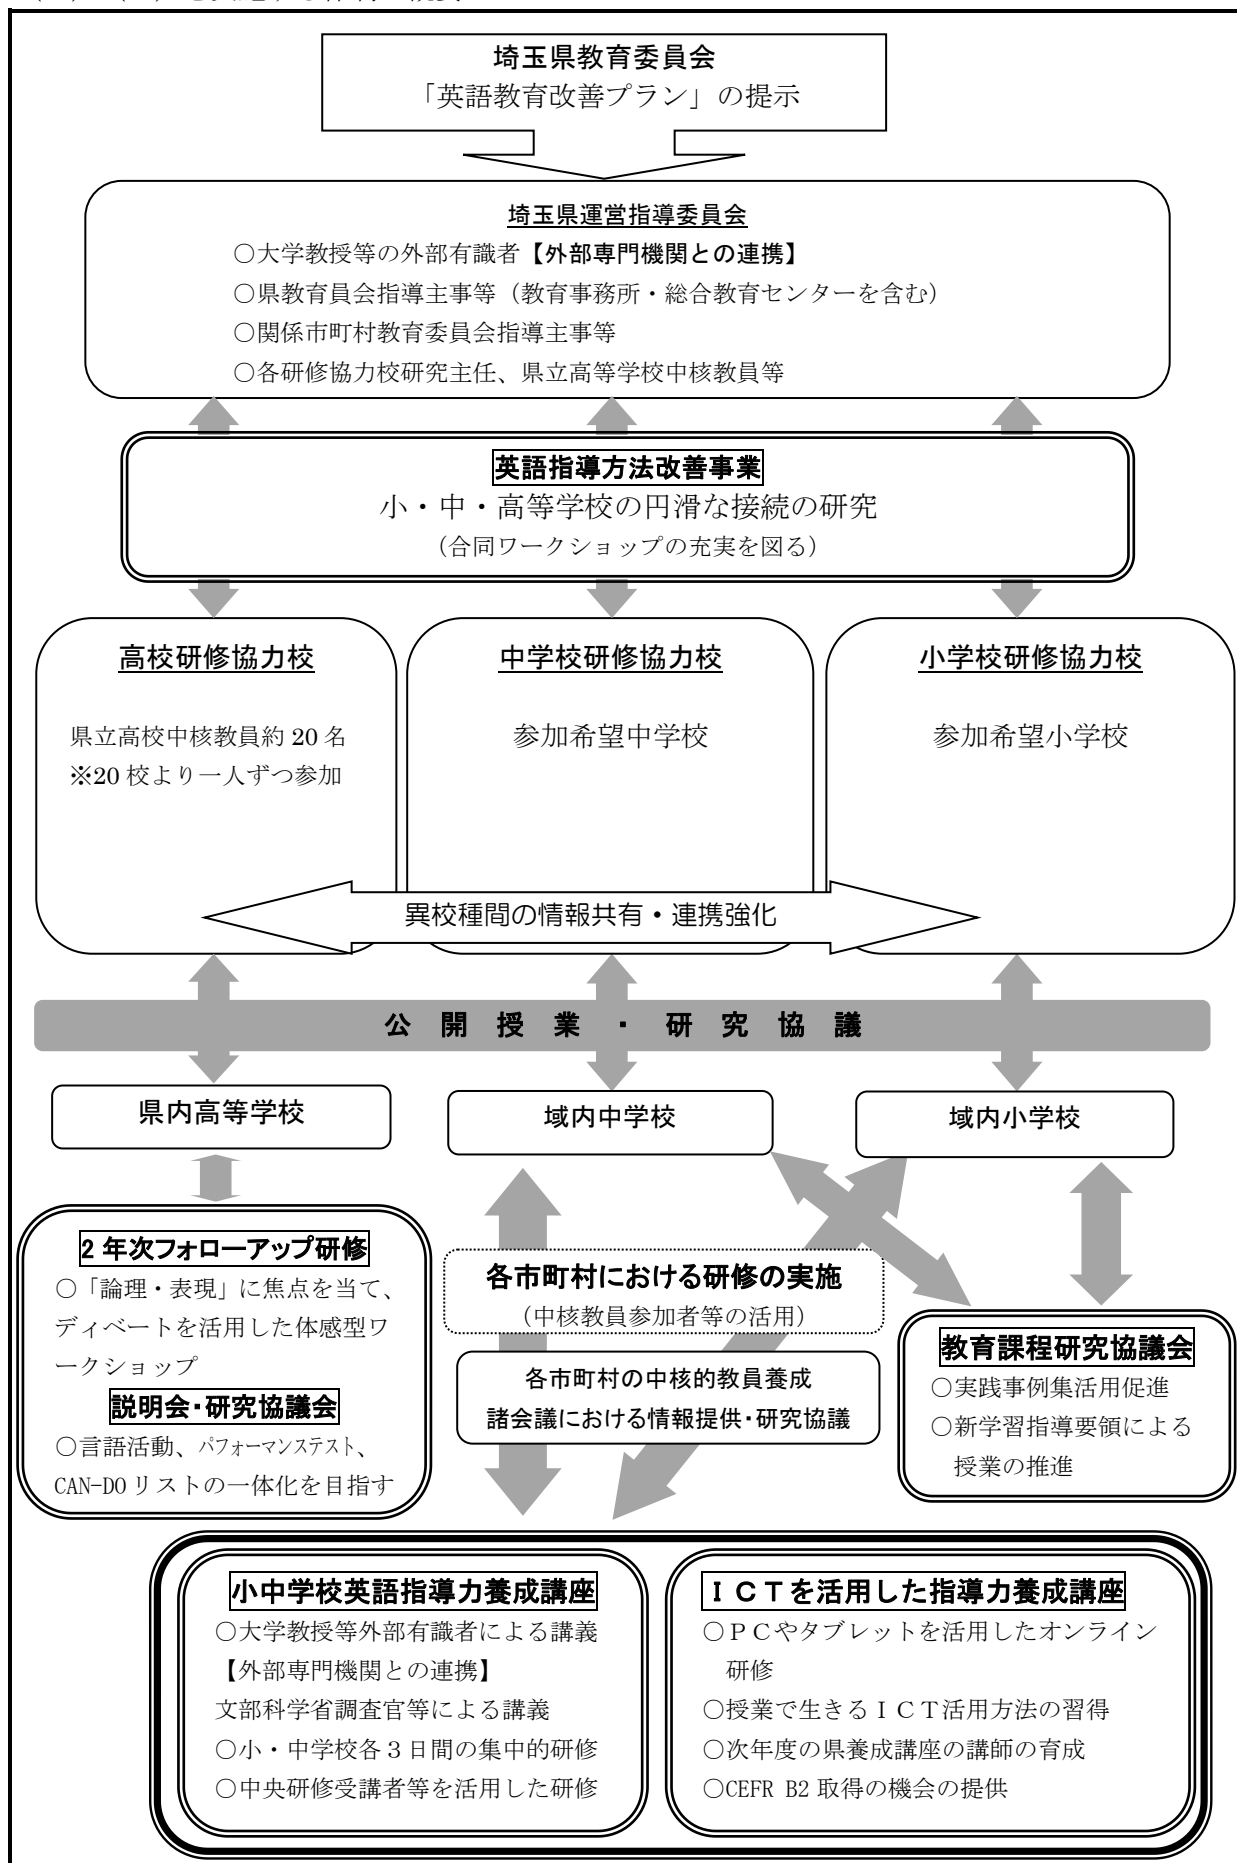 埼玉県教育委員会
「英語教育改善プラン」の提示
埼玉県運営指導委員会
○大学教授等の外部有識者【外部専門機関との連携】
○県教育員会指導主事等（教育事務所・総合教育センターを含む）
○関係市町村教育委員会指導主事等
○各研修協力校研究主任、県立高等学校中核教員等
英語指導方法改善事業
小・中・高等学校の円滑な接続の研究
（合同ワークショップの充実を図る）
高校研修協力校
県立高校中核教員約 20 名
※20 校より一人ずつ参加
中学校研修協力校
参加希望中学校
小学校研修協力校
参加希望小学校
異校種間の情報共有・連携強化
公開授業・研究協議
県内高等学校
域内中学校
域内小学校
2 年次フォローアップ研修
○「論理・表現」に焦点を当て、
ディベートを活用した体感型ワ
ークショップ
説明会・研究協議会
○言語活動、パフォーマンステスト、
CAN-DO リストの一体化を目指す
各市町村における研修の実施
（中核教員参加者等の活用）
各市町村の中核的教員養成
諸会議における情報提供・研究協議
教育課程研究協議会
○実践事例集活用促進
○新学習指導要領による
授業の推進
小中学校英語指導力養成講座
○大学教授等外部有識者による講義
【外部専門機関との連携】
文部科学省調査官等による講義
○小・中学校各３日間の集中的研修
○中央研修受講者等を活用した研修
ＩＣＴを活用した指導力養成講座
○ＰＣやタブレットを活用したオンライン
研修
○授業で生きるＩＣＴ活用方法の習得
○次年度の県養成講座の講師の育成
○CEFR B2 取得の機会の提供